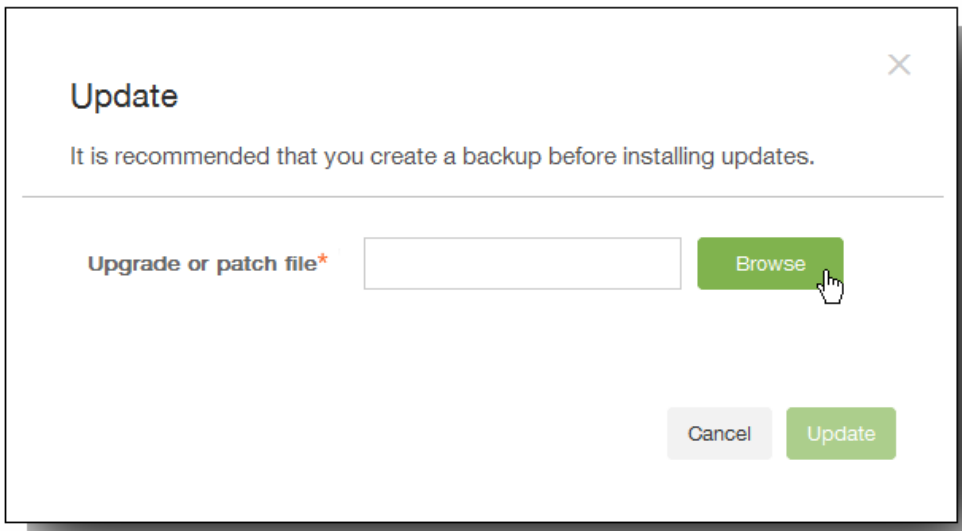 Update
It is recommended that you create a backup before installing updates.
Upgrade or patch file* Browse
Cancel Update